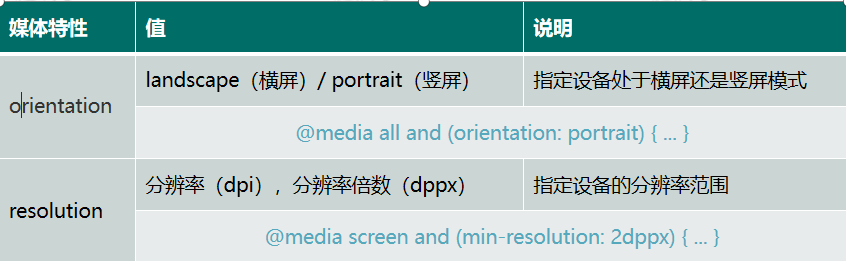 媒体特性 值 说明
orientation landscape（横屏）/ portrait（竖屏） 指定设备处于横屏还是竖屏模式
@media all and (orientation: portrait) { ... }
resolution 分辨率（dpi），分辨率倍数（dppx） 指定设备的分辨率范围
@media screen and (min-resolution: 2dppx) { ... }